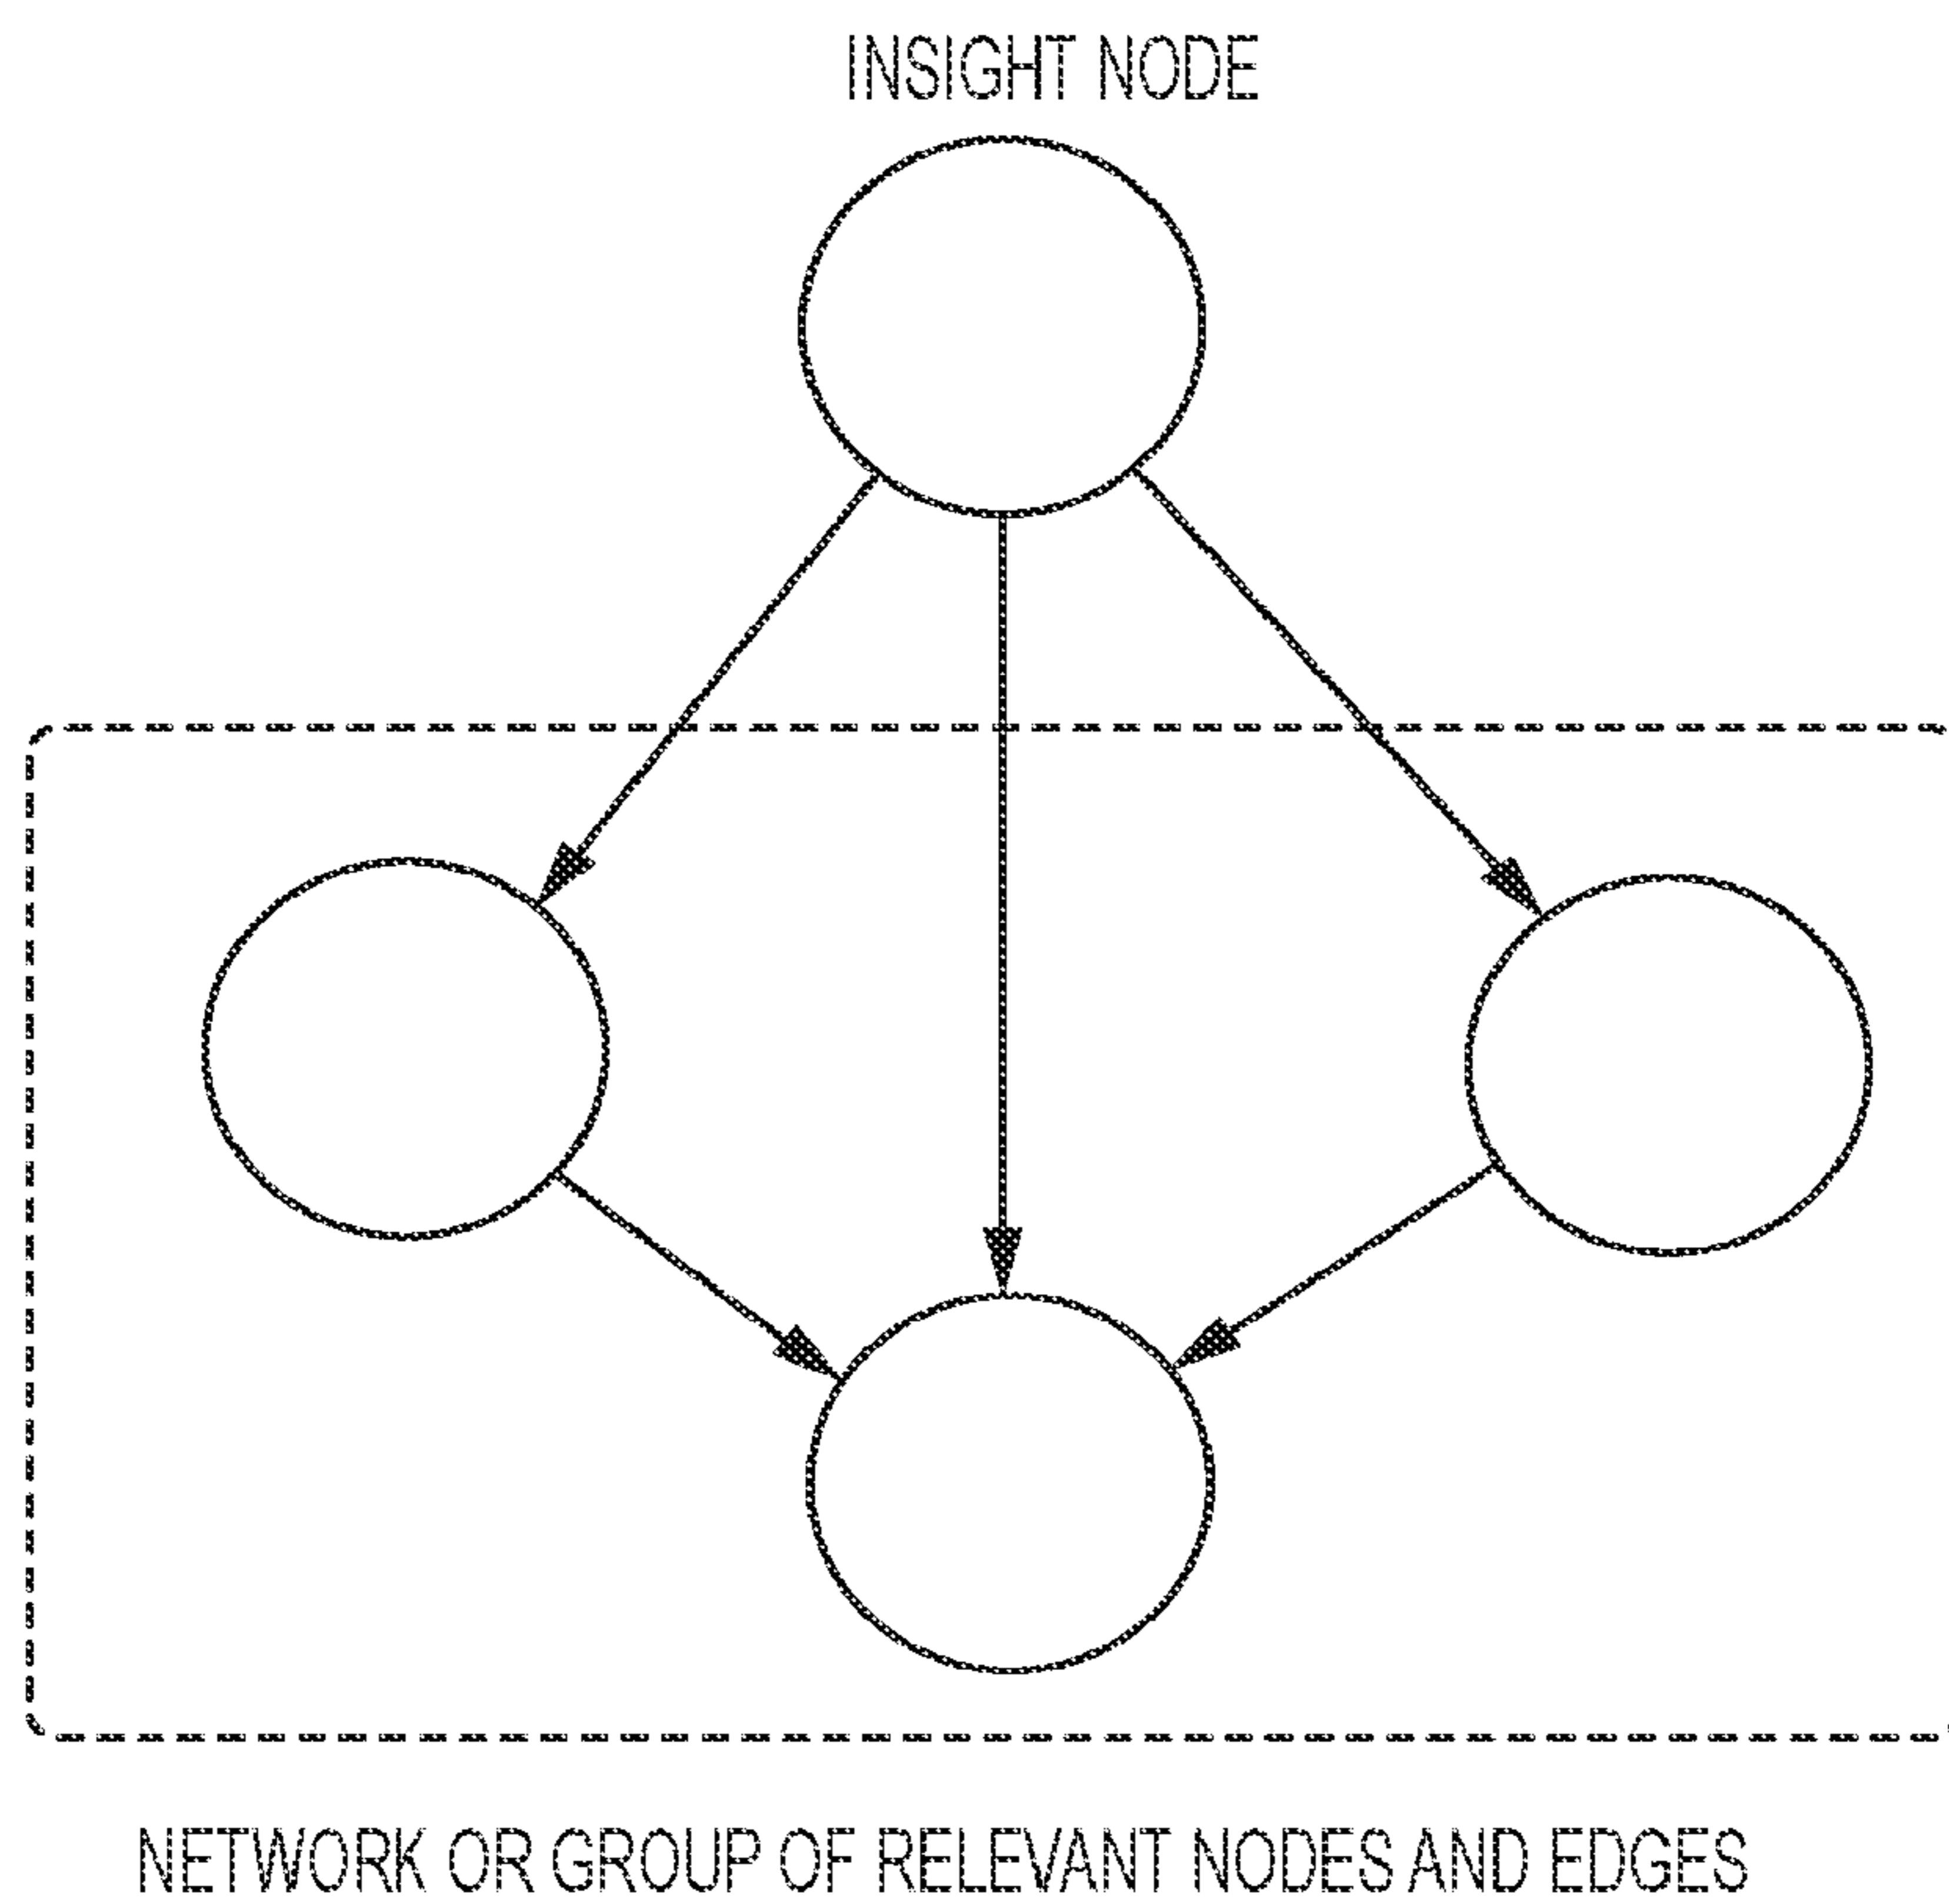 INSIGHT NODE
NETWORK OR GROUP OF RELEVANT NODES AND EDGES